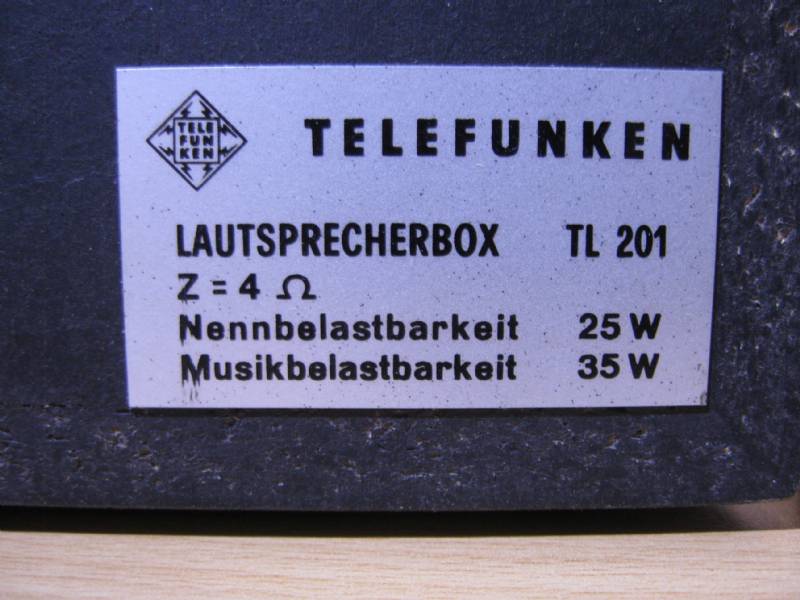 TELE
FUN
KEN
TELEFUNKEN
LAUTSPRECHERBOX TL 201
Z = 4 Ω
Nennbelastbarkeit 25 W
Musikbelastbarkeit 35 W